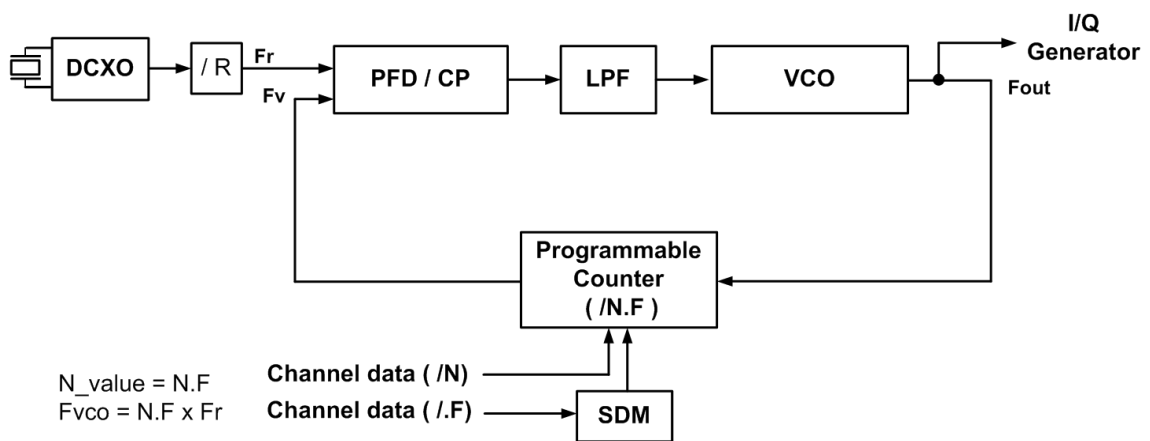 I/Q
Generator
DCXO
/ R
Fr
Fv
PFD / CP
LPF
VCO
Fout
Programmable
Counter
( /N.F )
N_value = N.F
Fvco = N.F x Fr
Channel data ( /N)
Channel data ( /.F)
SDM